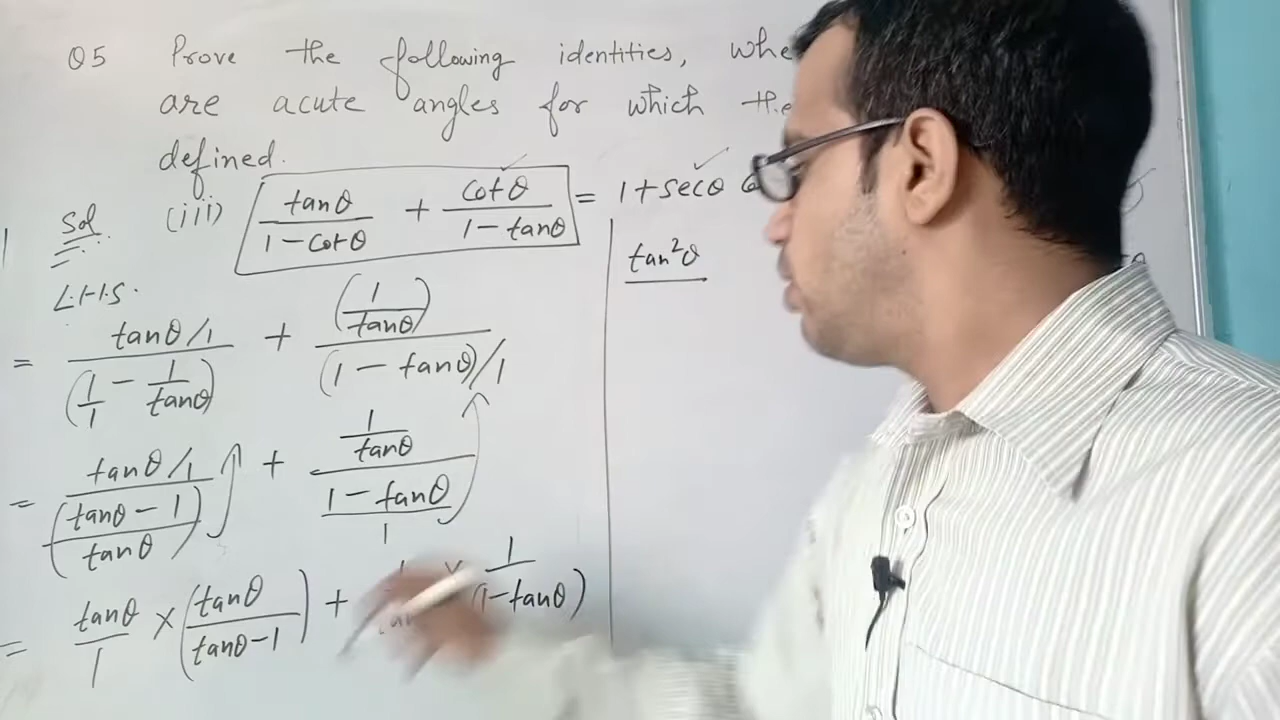 Q5 Prove the following identities, whe
are acute angles for which the
defined.
Sol (iii) tanθ/(1-cotθ) + cotθ/(1-tanθ) = 1+secθ
L.H.S.
= (tanθ/1)/(1/1 - 1/tanθ) + (1/tanθ)/((1-tanθ)/1)
= (tanθ/1)/((tanθ-1)/tanθ) + (1/tanθ)/((1-tanθ)/1)
= tanθ/1 × (tanθ/(tanθ-1)) + × 1/(1-tanθ)
tan²θ